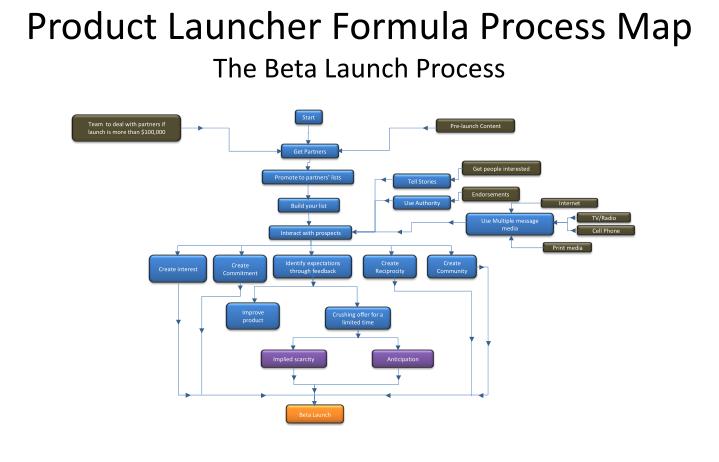 Product Launcher Formula Process Map
The Beta Launch Process
Start
Team to deal with partners if
launch is more than $100,000
Pre-launch Content
Get Partners
Get people interested
Promote to partners' lists
Tell Stories
Endorsements
Build your list
Use Authority
Internet
TV/Radio
Use Multiple message
media
Cell Phone
Interact with prospects
Print media
Create interest
Create
Commitment
Identify expectations
through feedback
Create
Reciprocity
Create
Community
Improve
product
Crushing offer for a
limited time
Implied scarcity
Anticipation
Beta Launch